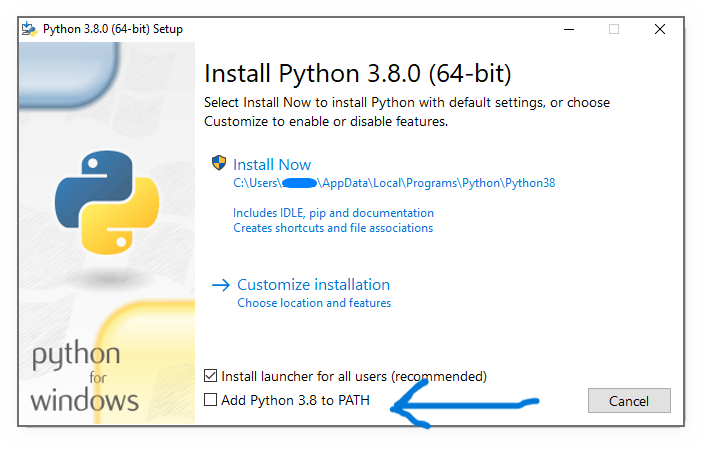 Python 3.8.0 (64-bit) Setup
Install Python 3.8.0 (64-bit)
Select Install Now to install Python with default settings, or choose
Customize to enable or disable features.
Install Now
C:\Users\ \AppData\Local\Programs\Python\Python38
Includes IDLE, pip and documentation
Creates shortcuts and file associations
Customize installation
Choose location and features
python
for
windows
Install launcher for all users (recommended)
Add Python 3.8 to PATH
Cancel